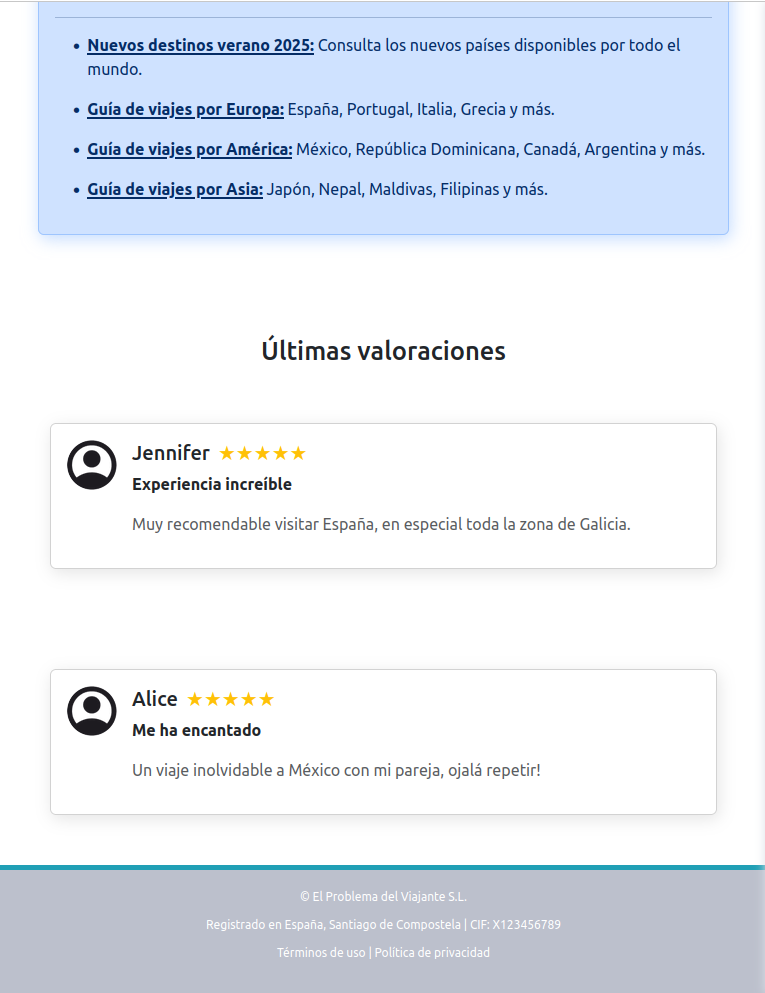 Nuevos destinos verano 2025: Consulta los nuevos países disponibles por todo el
mundo.
Guía de viajes por Europa: España, Portugal, Italia, Grecia y más.
Guía de viajes por América: México, República Dominicana, Canadá, Argentina y más.
Guía de viajes por Asia: Japón, Nepal, Maldivas, Filipinas y más.
Últimas valoraciones
Jennifer ★★★★★
Experiencia increíble
Muy recomendable visitar España, en especial toda la zona de Galicia.
Alice ★★★★★
Me ha encantado
Un viaje inolvidable a México con mi pareja, ojalá repetir!
© El Problema del Viajante S.L.
Registrado en España, Santiago de Compostela | CIF: X123456789
Términos de uso | Política de privacidad